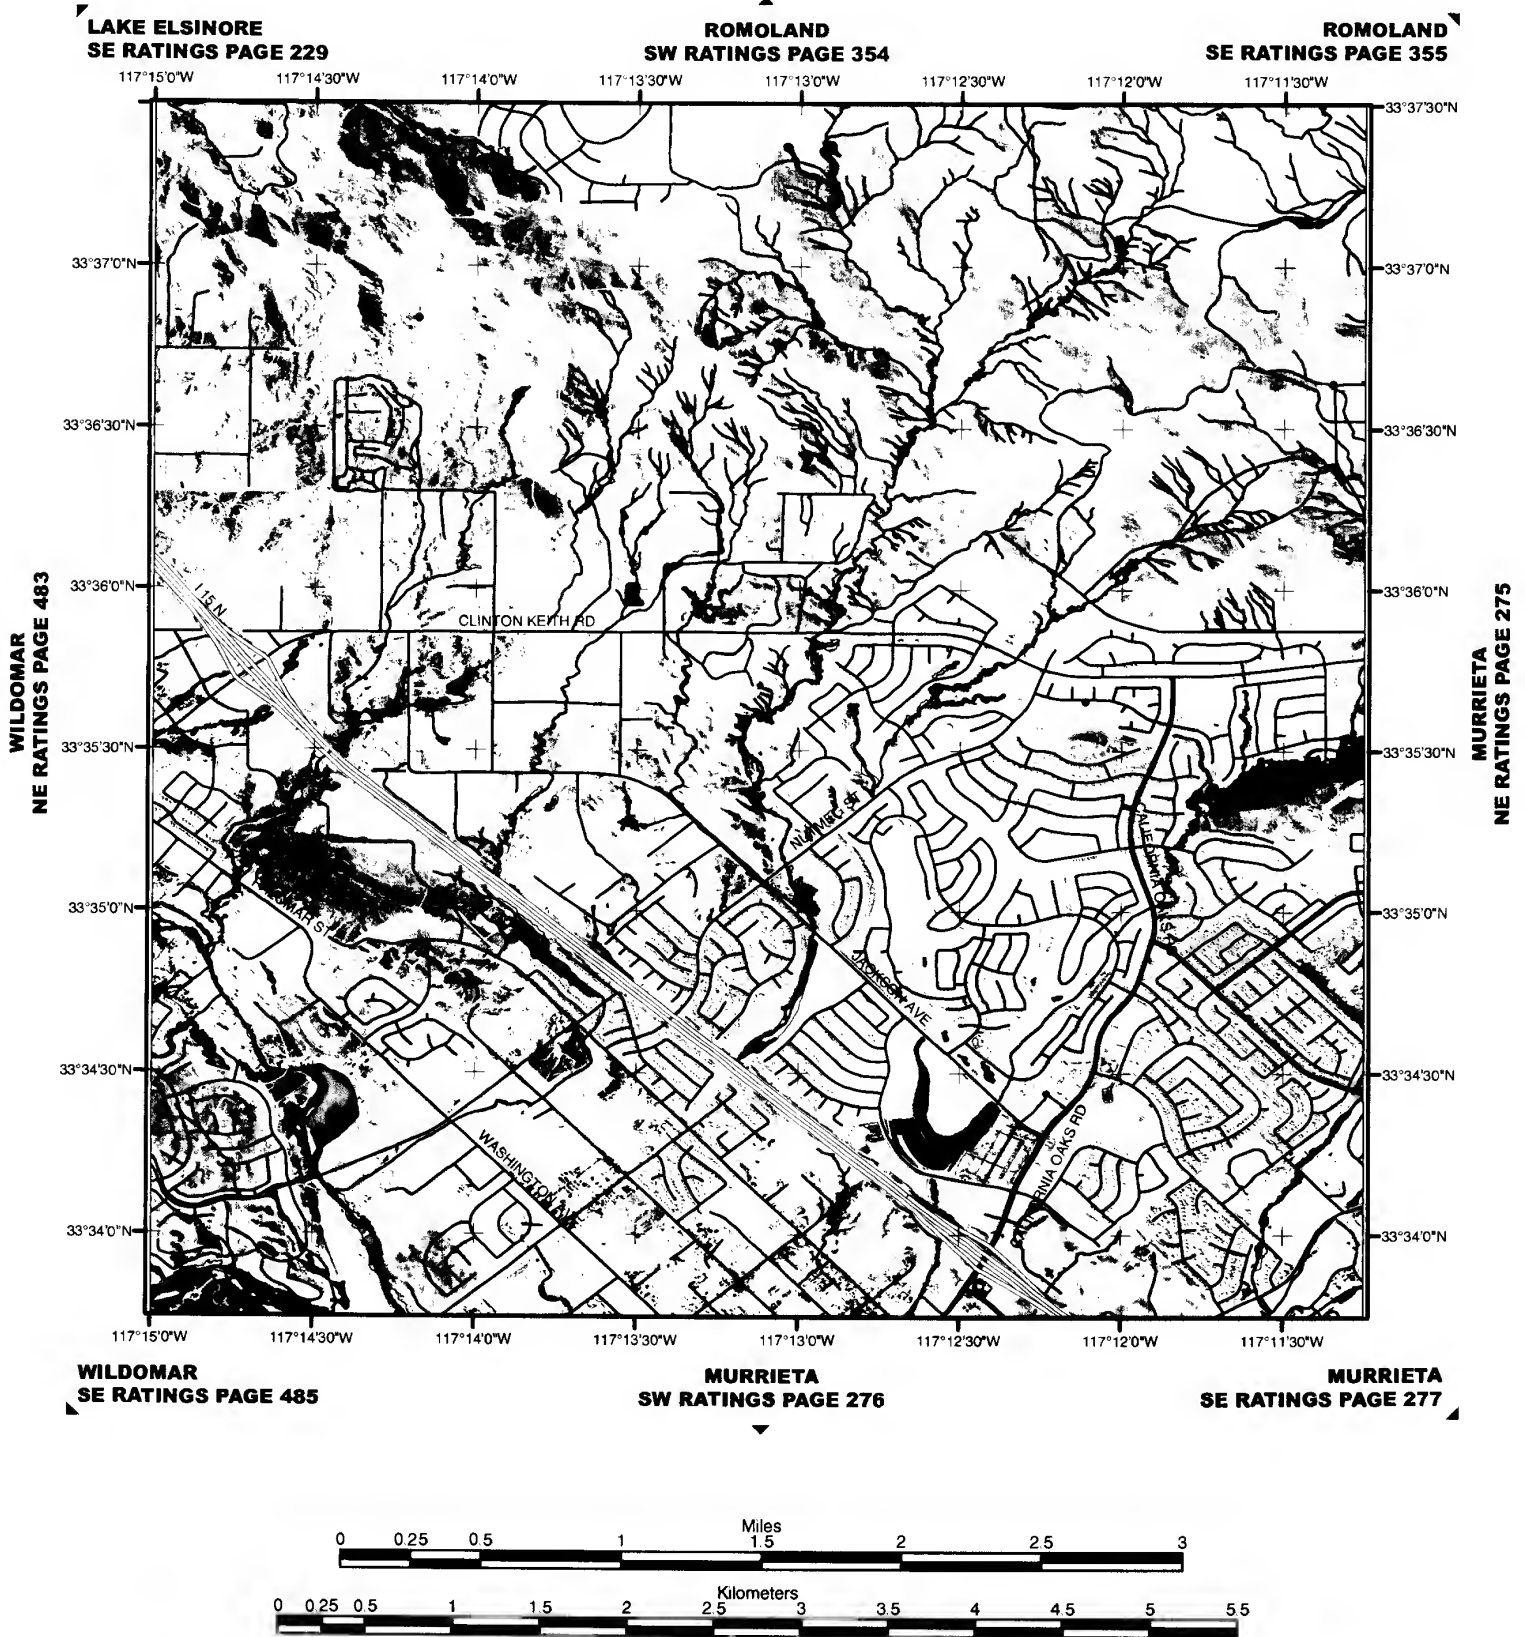 LAKE ELSINORE
SE RATINGS PAGE 229
ROMOLAND
SW RATINGS PAGE 354
ROMOLAND
SE RATINGS PAGE 355
117°15'0"W 117°14'30"W 117°14'0"W 117°13'30"W 117°13'0"W 117°12'30"W 117°12'0"W 117°11'30"W
33°37'30"N
33°37'0"N 33°37'0"N
33°36'30"N 33°36'30"N
33°36'0"N 33°36'0"N
I 15 N
CLINTON KEITH RD
WILDOMAR
NE RATINGS PAGE 483
MURRIETA
NE RATINGS PAGE 275
33°35'30"N 33°35'30"N
NUTMEG ST
CALIFORNIA OAKS
33°35'0"N 33°35'0"N
JACKSON AVE
33°34'30"N 33°34'30"N
WASHINGTON
OAKS RD
33°34'0"N 33°34'0"N
117°15'0"W 117°14'30"W 117°14'0"W 117°13'30"W 117°13'0"W 117°12'30"W 117°12'0"W 117°11'30"W
WILDOMAR
SE RATINGS PAGE 485
MURRIETA
SW RATINGS PAGE 276
MURRIETA
SE RATINGS PAGE 277
Miles
0 0.25 0.5 1 1.5 2 2.5 3
Kilometers
0 0.25 0.5 1 1.5 2 2.5 3 3.5 4 4.5 5 5.5